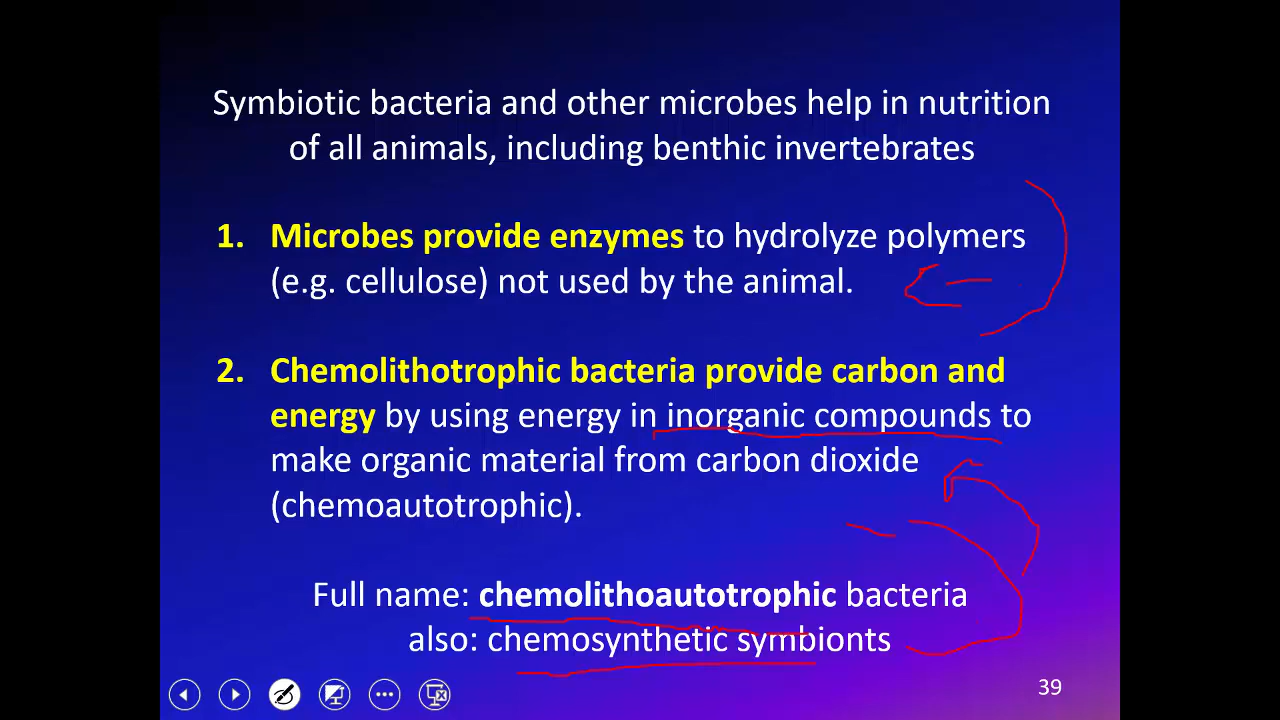 Symbiotic bacteria and other microbes help in nutrition
of all animals, including benthic invertebrates
1. Microbes provide enzymes to hydrolyze polymers
(e.g. cellulose) not used by the animal.
2. Chemolithotrophic bacteria provide carbon and
energy by using energy in inorganic compounds to
make organic material from carbon dioxide
(chemoautotrophic).
Full name: chemolithoautotrophic bacteria
also: chemosynthetic symbionts
39